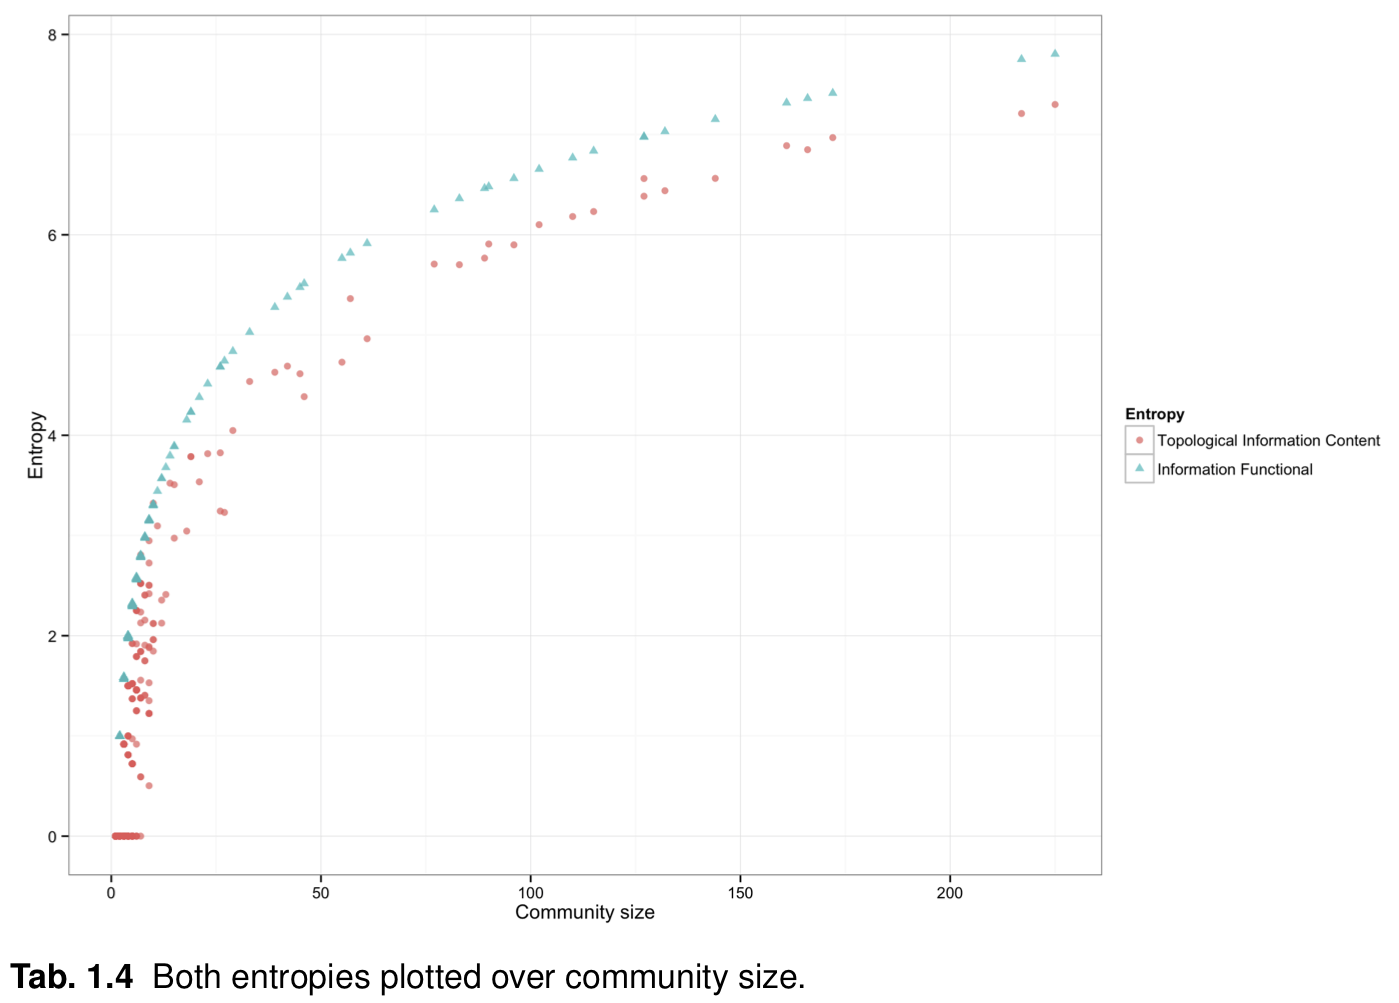 8
6
4
2
0
Entropy
0 50 100 150 200
Community size
Entropy
Topological Information Content
Information Functional
Tab. 1.4 Both entropies plotted over community size.